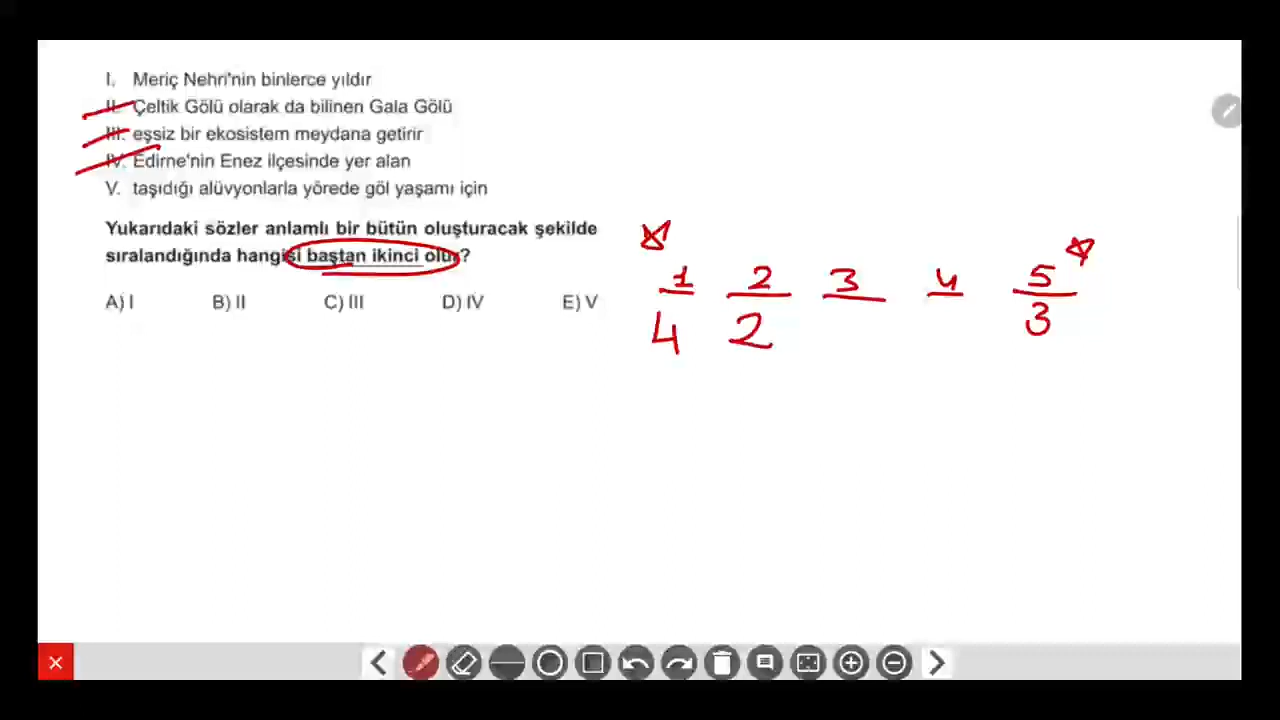 I. Meriç Nehri'nin binlerce yıldır
II. Çeltik Gölü olarak da bilinen Gala Gölü
III. eşsiz bir ekosistem meydana getirir
IV. Edirne'nin Enez ilçesinde yer alan
V. taşıdığı alüvyonlarla yörede göl yaşamı için
Yukarıdaki sözler anlamlı bir bütün oluşturacak şekilde
sıralandığında hangisi baştan ikinci olur?
A) I B) II C) III D) IV E) V
1 2 3 4 5
4 2 3